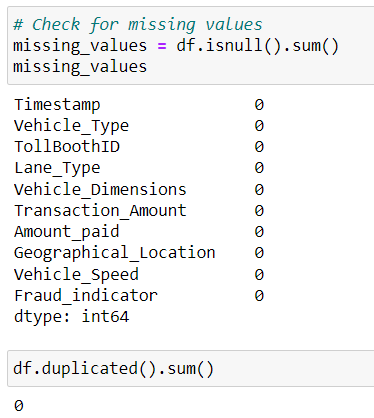 # Check for missing values
missing_values = df.isnull().sum()
missing_values
Timestamp 0
Vehicle_Type 0
TollBoothID 0
Lane_Type 0
Vehicle_Dimensions 0
Transaction_Amount 0
Amount_paid 0
Geographical_Location 0
Vehicle_Speed 0
Fraud_indicator 0
dtype: int64
df.duplicated().sum()
0